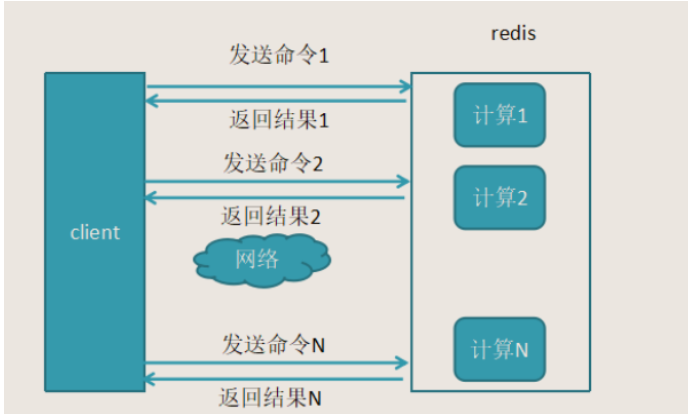 redis
发送命令1
返回结果1
计算1
发送命令2
返回结果2
计算2
client
网络
发送命令N
返回结果N
计算N